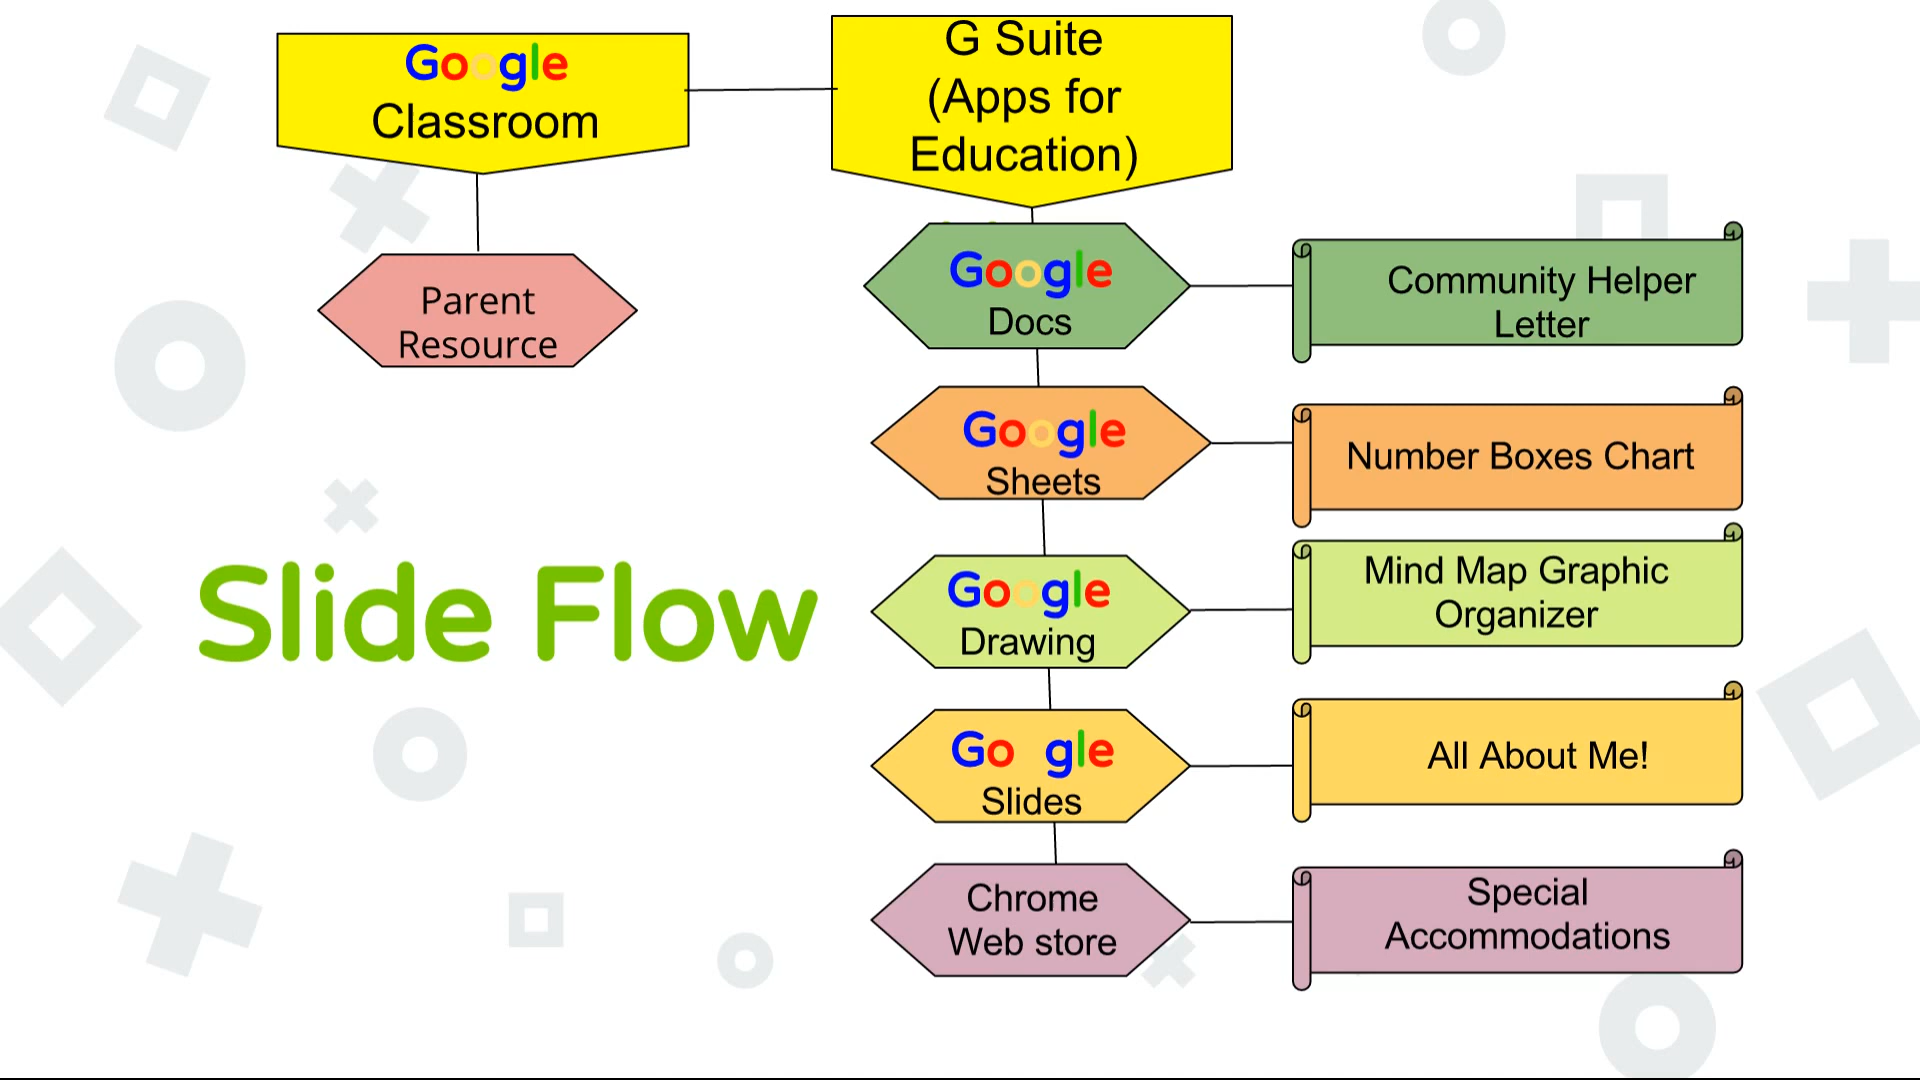 Google
Classroom
G Suite
(Apps for
Education)
Parent
Resource
Google
Docs
Community Helper
Letter
Google
Sheets
Number Boxes Chart
Slide Flow
Google
Drawing
Mind Map Graphic
Organizer
Google
Slides
All About Me!
Chrome
Web store
Special
Accommodations